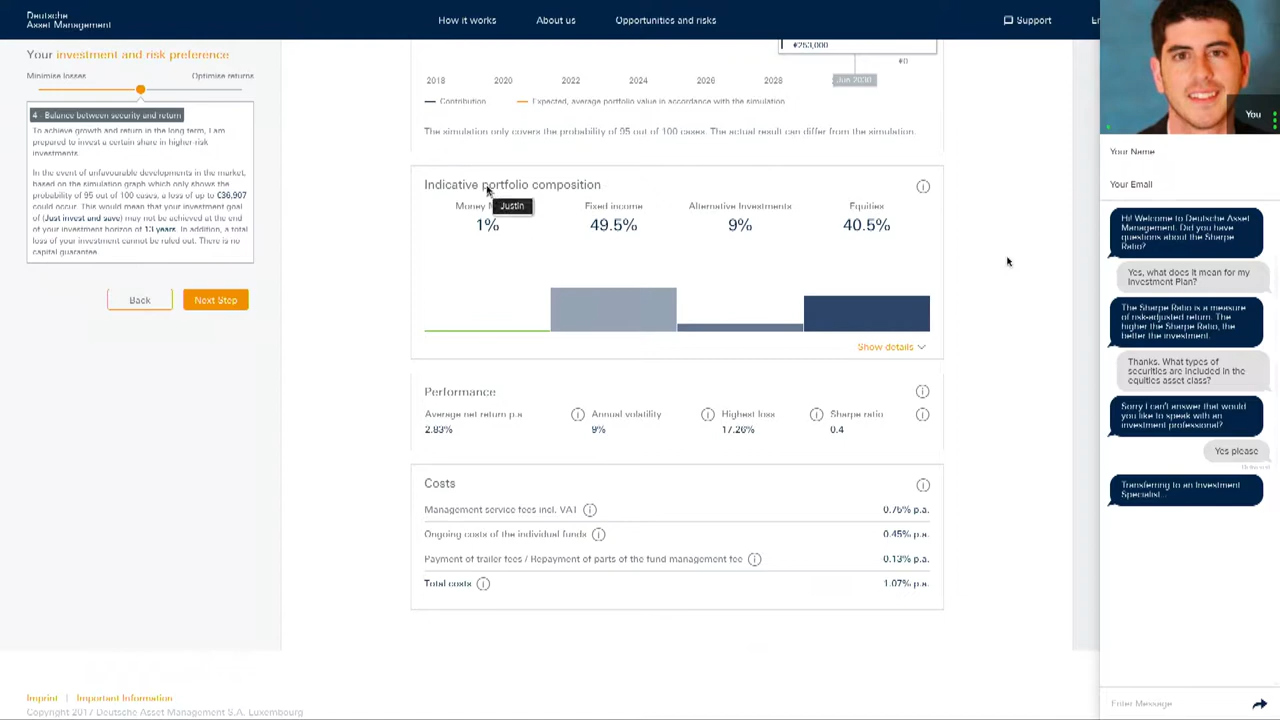 Deutsche
Asset Management
How it works
About us
Opportunities and risks
Support
Your investment and risk preference
Minimise losses
Optimise returns
4 - Balance between security and return
To achieve growth and return in the long term, I am
prepared to invest a certain share in higher-risk
investments.
In the event of unfavourable developments in the market,
based on the simulation graph which only shows the
probability of 95 out of 100 cases, a loss of up to €36,907
could occur. This would mean that your investment goal
of (Just invest and save) may not be achieved at the end
of your investment horizon of 13 years. In addition, a total
loss of your investment cannot be ruled out. There is no
capital guarantee.
Back
Next Step
€253,000
€0
2018
2020
2022
2024
2026
2028
Jun 2030
Contribution
Expected, average portfolio value in accordance with the simulation
The simulation only covers the probability of 95 out of 100 cases. The actual result can differ from the simulation.
Indicative portfolio composition
Justin
Money
Fixed income
Alternative Investments
Equities
1%
49.5%
9%
40.5%
Show details
Performance
Average net return p.a
Annual volatility
Highest loss
Sharpe ratio
2.83%
9%
17.26%
0.4
Costs
Management service fees incl. VAT
0.75% p.a.
Ongoing costs of the individual funds
0.45% p.a.
Payment of trailer fees / Repayment of parts of the fund management fee
0.13% p.a.
Total costs
1.07% p.a.
Imprint | Important Information
Copyright 2017 Deutsche Asset Management S.A. Luxembourg
You
Your Name
Your Email
Hi! Welcome to Deutsche
Asset Management. Did you have
questions about the Sharpe
Ratio?
Yes, what does it mean for my
Investment Plan?
The Sharpe Ratio is a measure
of risk-adjusted return. The
higher the Sharpe Ratio, the
better the investment.
Thanks. What types of
securities are included in the
equities asset class?
Sorry I can't answer that would
you like to speak with an
investment professional?
Yes please
Transferring to an Investment
Specialist...
Enter Message